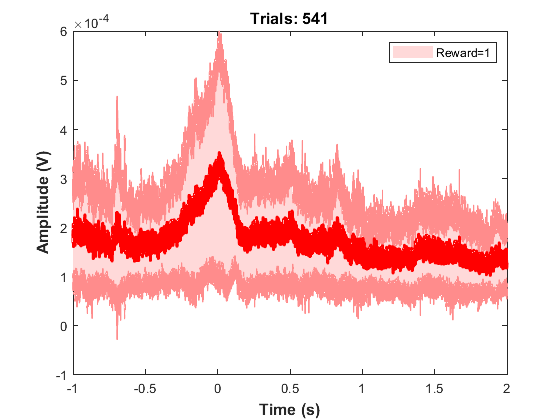 Trials: 541
×10-4
Reward=1
6
5
4
3
2
1
0
-1
Amplitude (V)
-1 -0.5 0 0.5 1 1.5 2
Time (s)